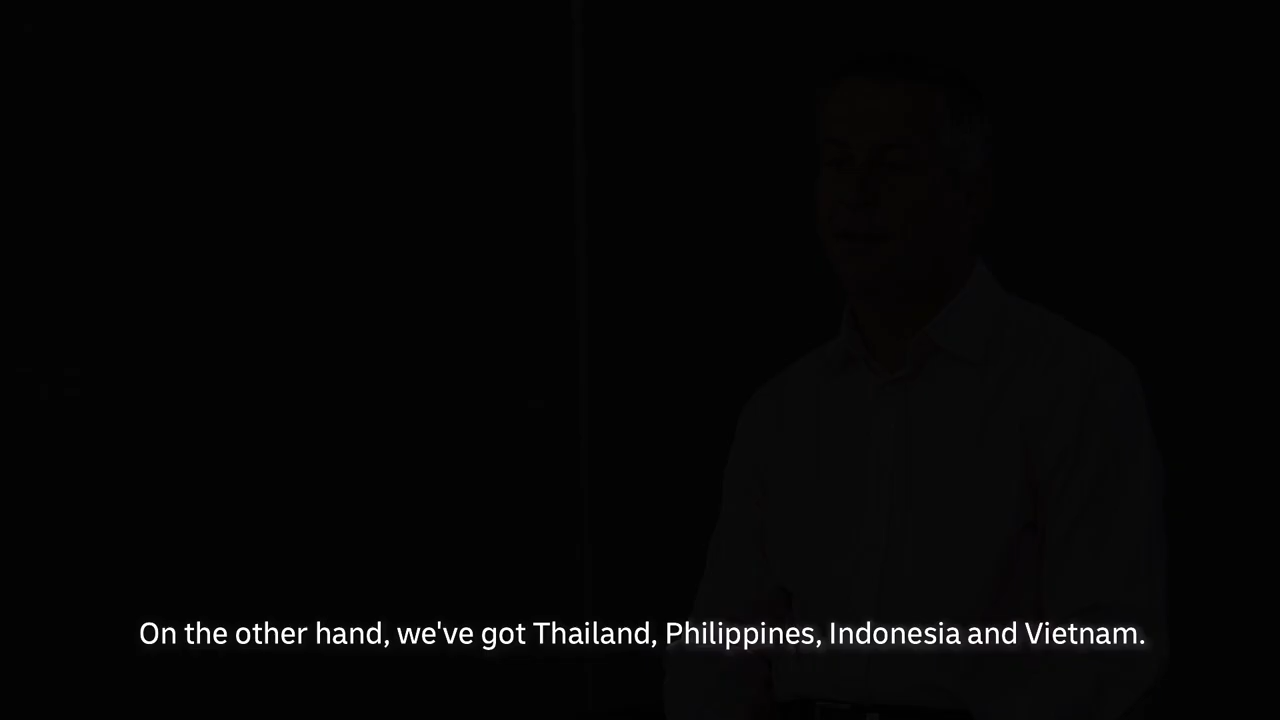 On the other hand, we've got Thailand, Philippines, Indonesia and Vietnam.